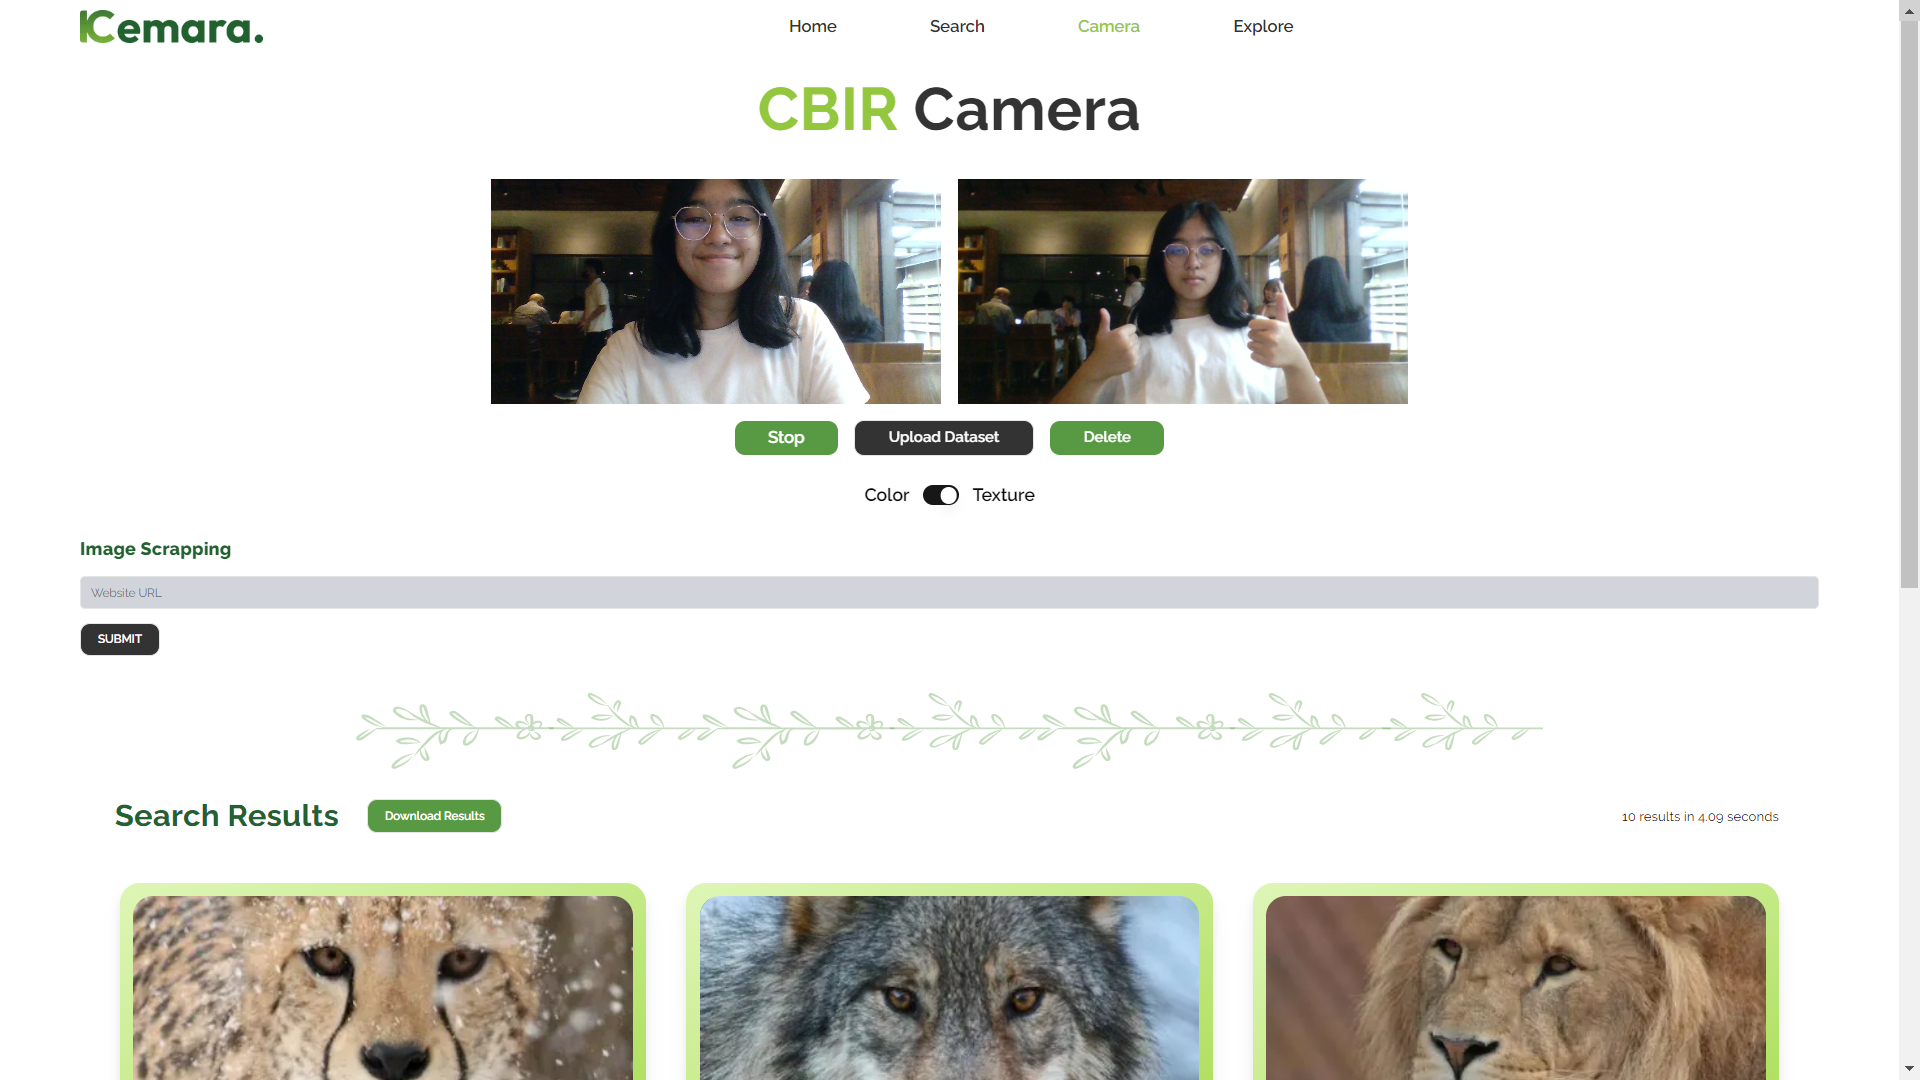 Kemara.
Home Search Camera Explore
CBIR Camera
Stop Upload Dataset Delete
Color Texture
Image Scrapping
Website URL
SUBMIT
Search Results Download Results 10 results in 4.09 seconds